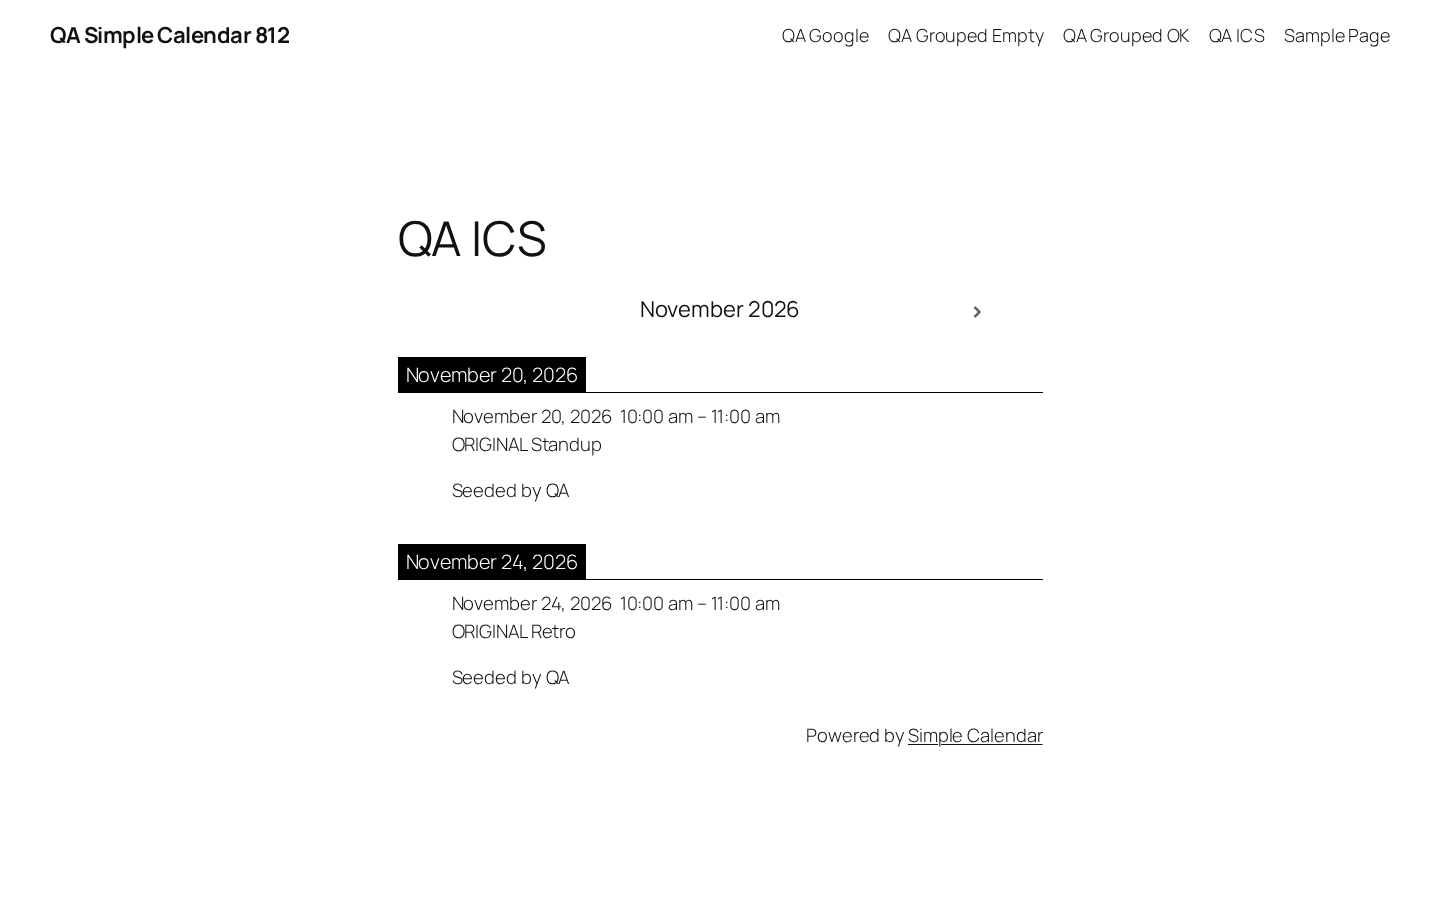 QA Simple Calendar 812
QA Google QA Grouped Empty QA Grouped OK QA ICS Sample Page
QA ICS
November 2026
November 20, 2026
November 20, 2026 10:00 am – 11:00 am
ORIGINAL Standup
Seeded by QA
November 24, 2026
November 24, 2026 10:00 am – 11:00 am
ORIGINAL Retro
Seeded by QA
Powered by Simple Calendar